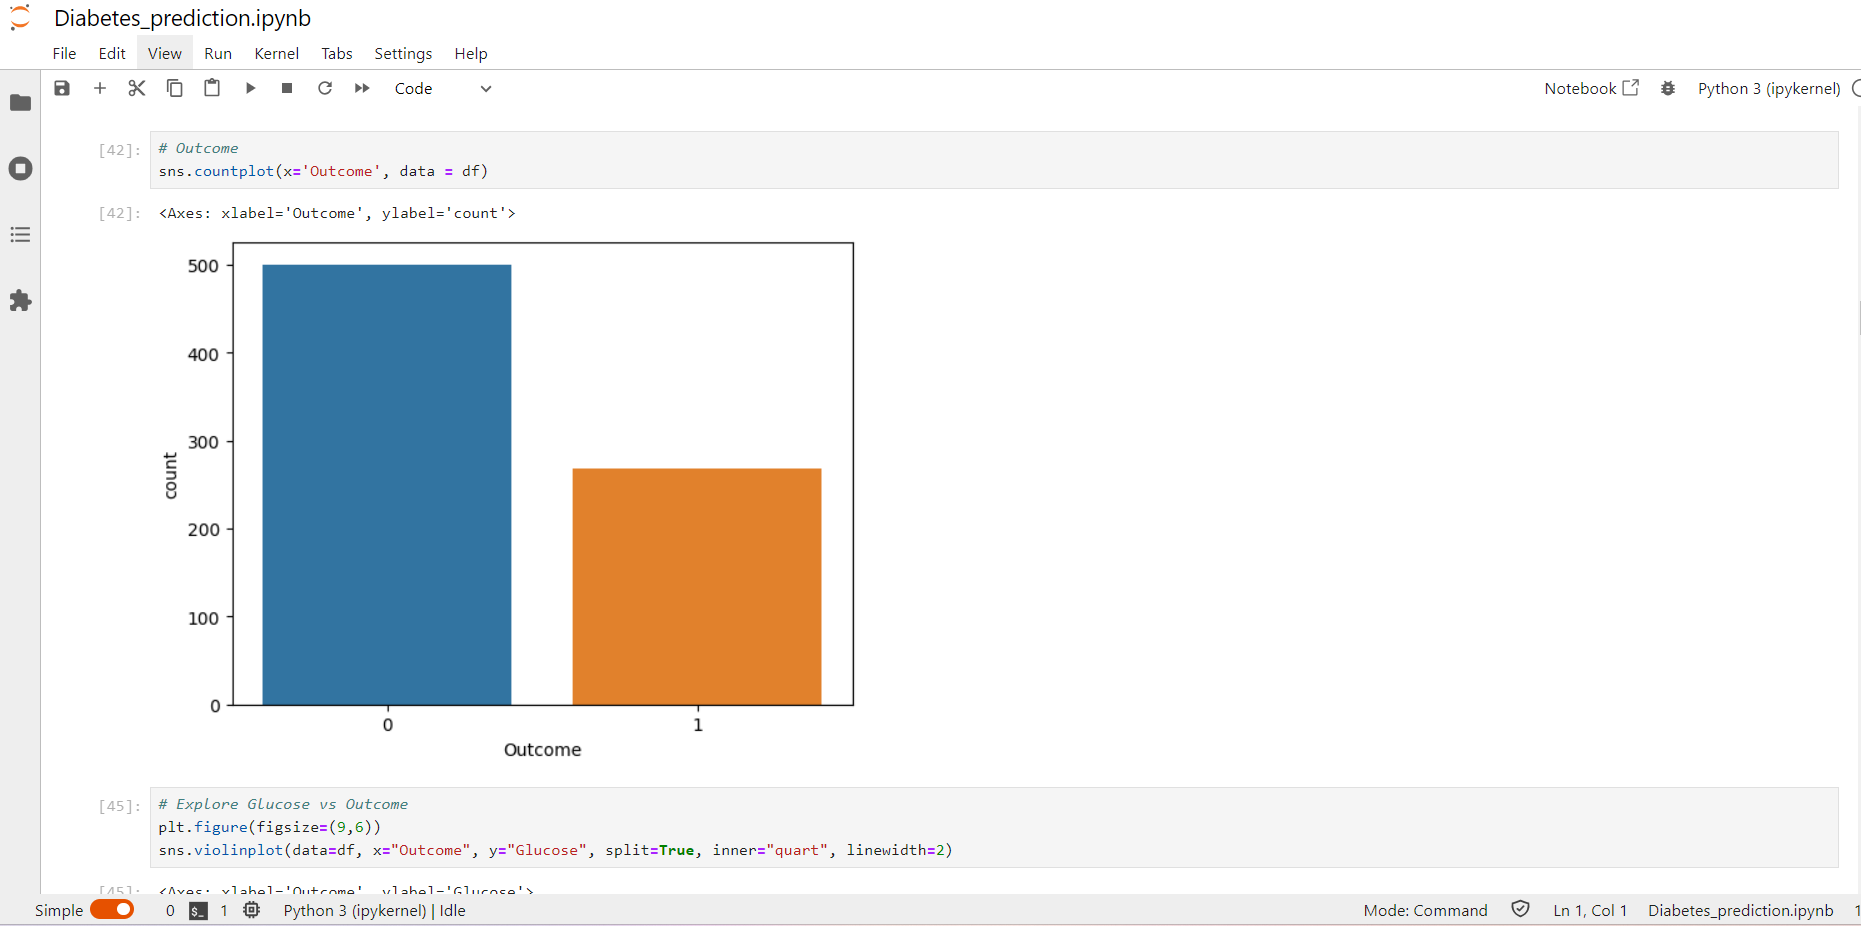 Diabetes_prediction.ipynb
File Edit View Run Kernel Tabs Settings Help
Code Notebook Python 3 (ipykernel)
[42]: # Outcome
sns.countplot(x='Outcome', data = df)
[42]: <Axes: xlabel='Outcome', ylabel='count'>
500
400
300
200
100
0
count
0 1
Outcome
[45]: # Explore Glucose vs Outcome
plt.figure(figsize=(9,6))
sns.violinplot(data=df, x="Outcome", y="Glucose", split=True, inner="quart", linewidth=2)
[45]: <Axes: xlabel='Outcome', ylabel='Glucose'>
Simple 0 $_ 1 Python 3 (ipykernel) | Idle Mode: Command Ln 1, Col 1 Diabetes_prediction.ipynb 1